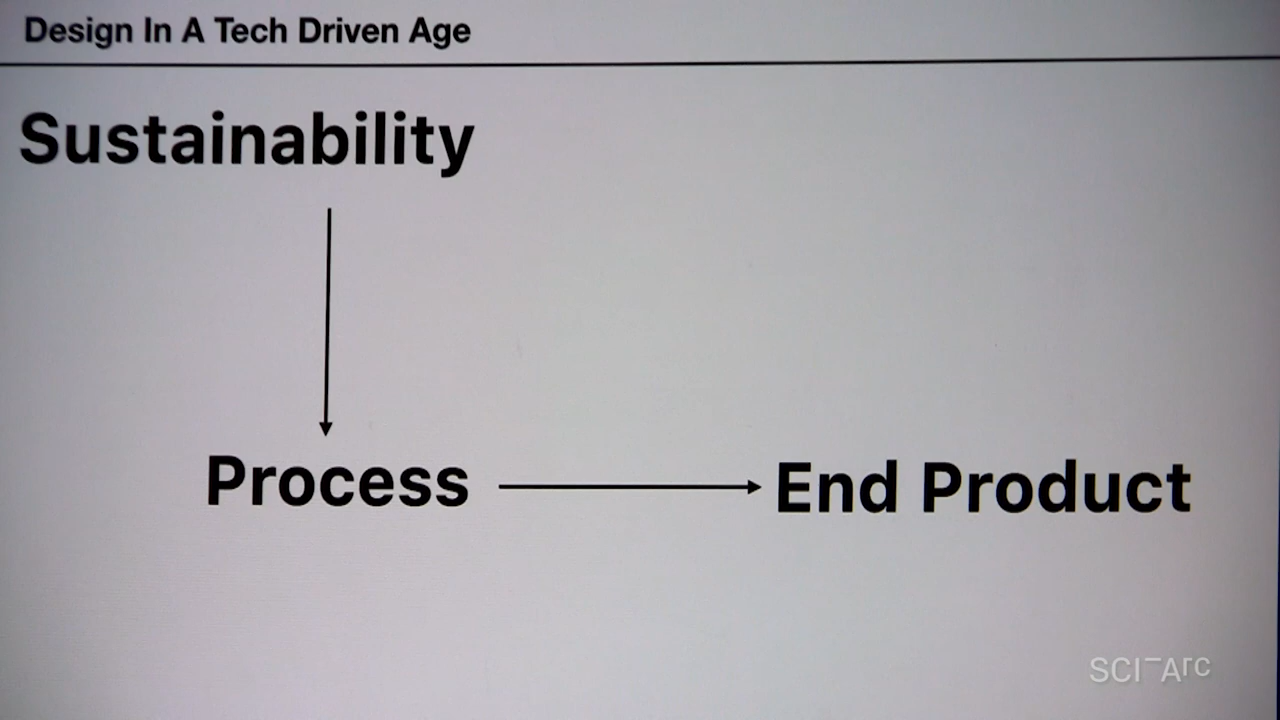 Design In A Tech Driven Age
Sustainability
Process
End Product
SCI-Arc